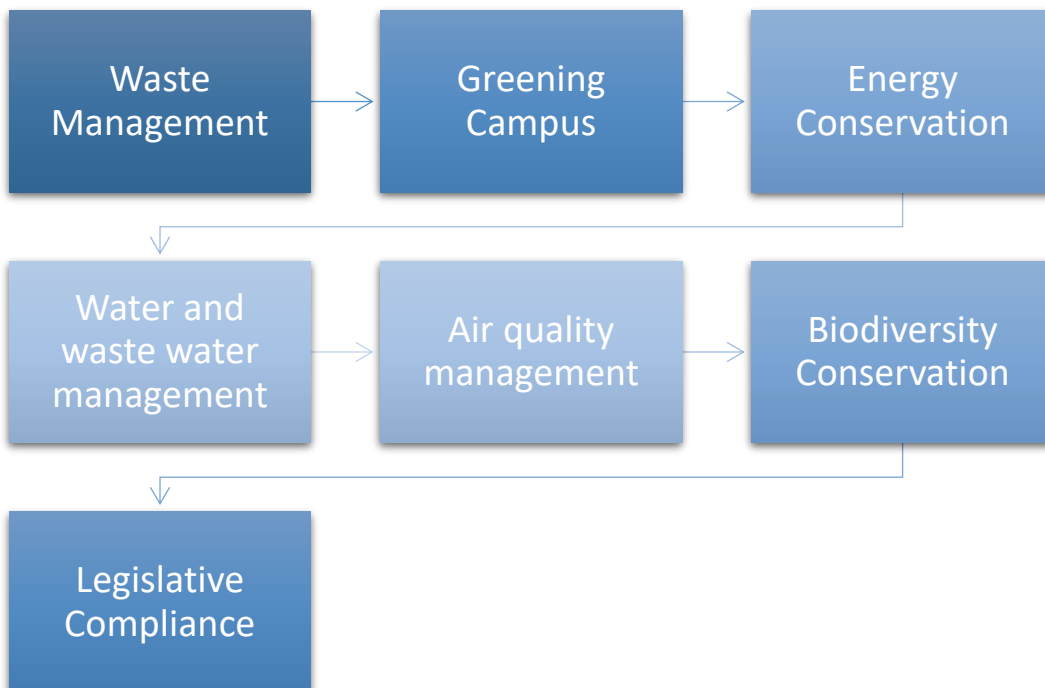 Waste
Management
Greening
Campus
Energy
Conservation
Water and
waste water
management
Air quality
management
Biodiversity
Conservation
Legislative
Compliance